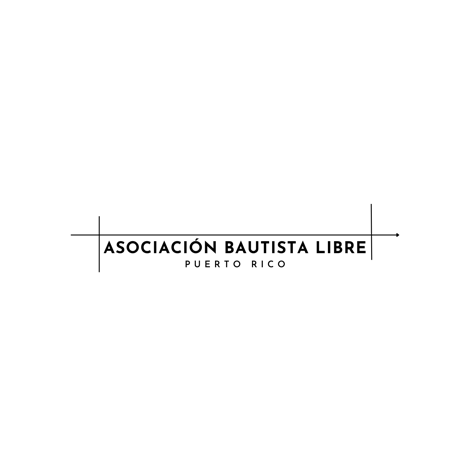 ASOCIACIÓN BAUTISTA LIBRE
PUERTO RICO